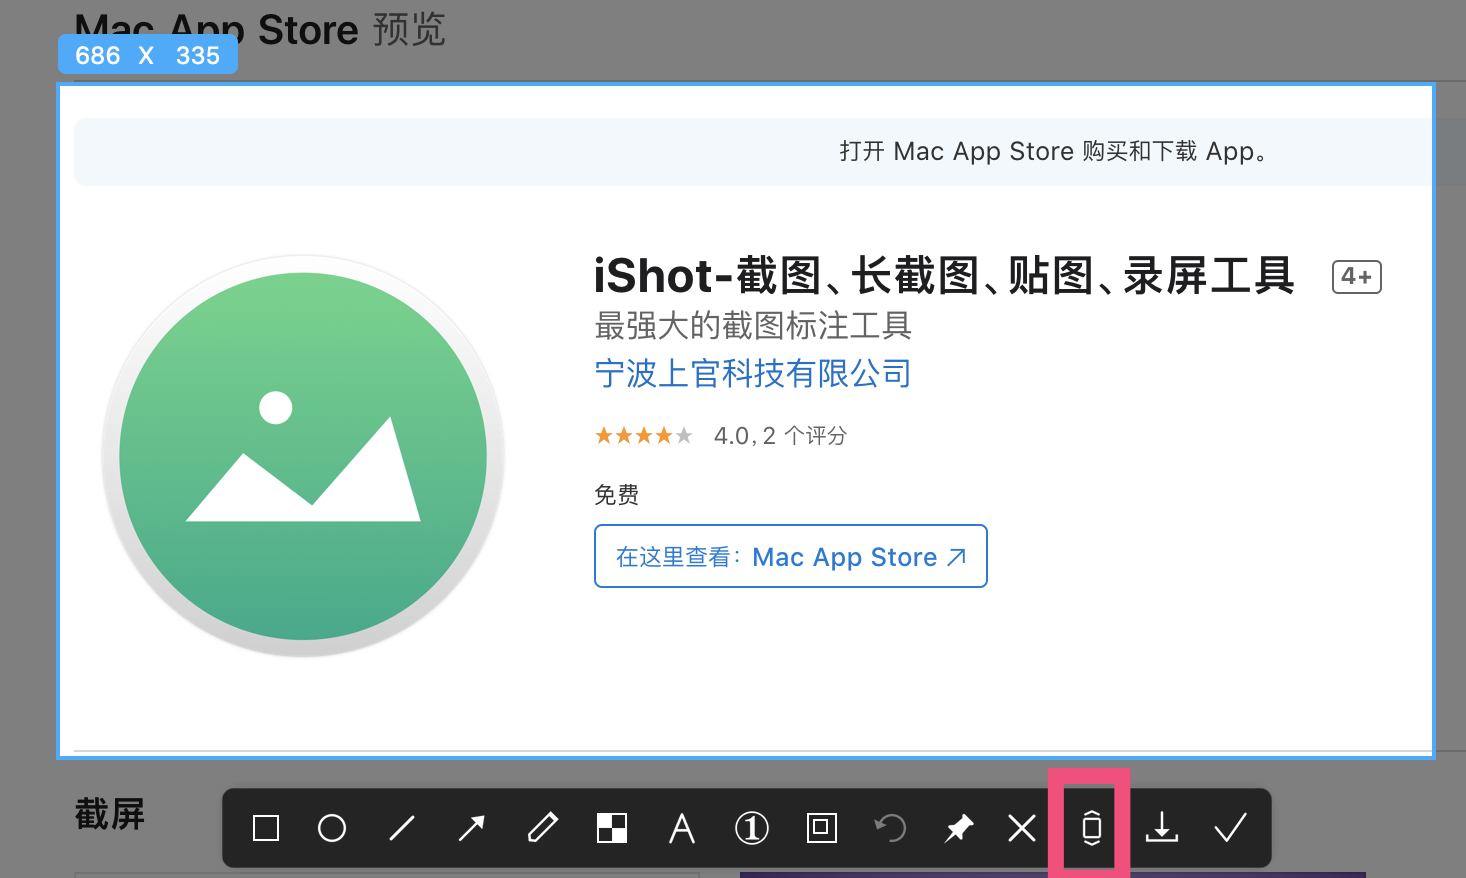 Mac App Store 预览
686 X 335
打开 Mac App Store 购买和下载 App。
iShot-截图、长截图、贴图、录屏工具 4+
最强大的截图标注工具
宁波上官科技有限公司
4.0，2 个评分
免费
在这里查看：Mac App Store ↗
截屏
A ①